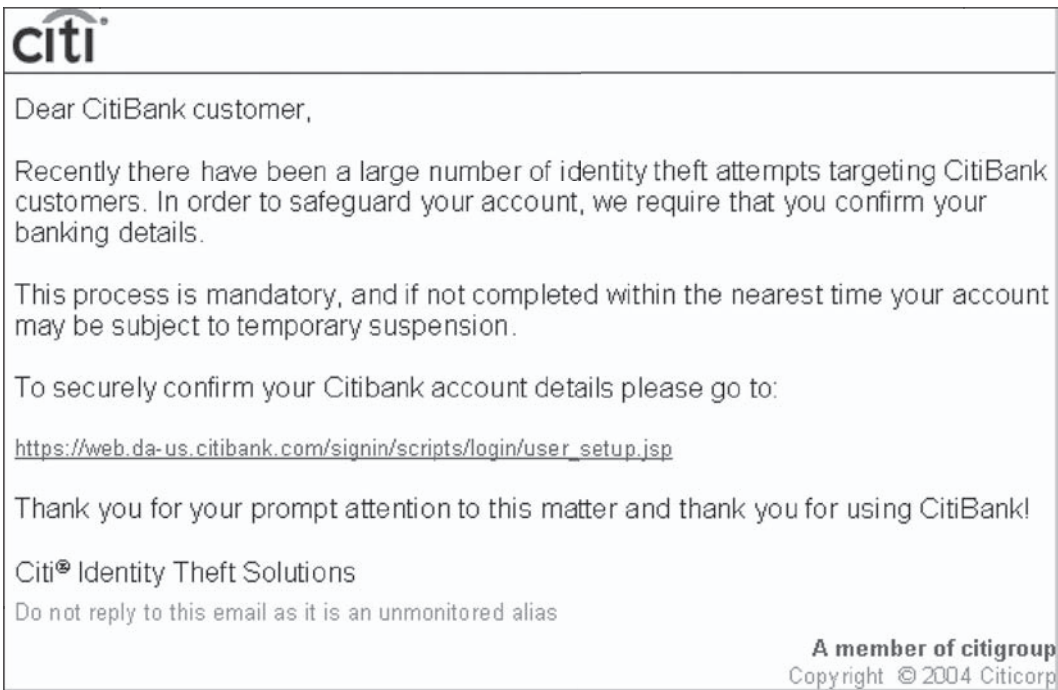 citi®
Dear CitiBank customer,
Recently there have been a large number of identity theft attempts targeting CitiBank
customers. In order to safeguard your account, we require that you confirm your
banking details.
This process is mandatory, and if not completed within the nearest time your account
may be subject to temporary suspension.
To securely confirm your Citibank account details please go to:
https://web.da-us.citibank.com/signin/scripts/login/user_setup.jsp
Thank you for your prompt attention to this matter and thank you for using CitiBank!
Citi® Identity Theft Solutions
Do not reply to this email as it is an unmonitored alias
A member of citigroup
Copyright © 2004 Citicorp